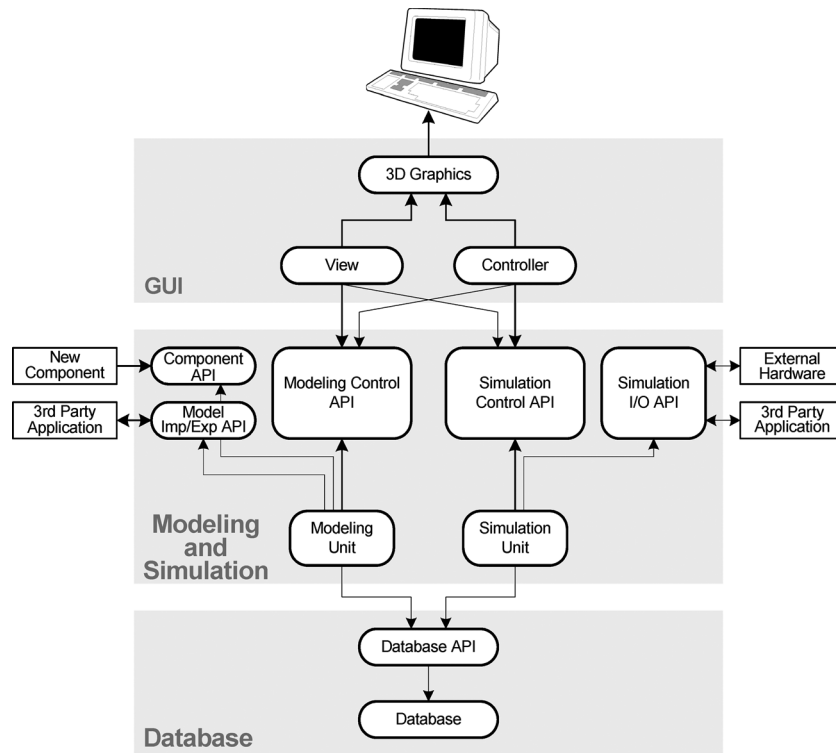 3D Graphics
View
Controller
GUI
New
Component
Component
API
Modeling Control
API
Simulation
Control API
Simulation
I/O API
External
Hardware
3rd Party
Application
Model
Imp/Exp API
3rd Party
Application
Modeling
and
Simulation
Modeling
Unit
Simulation
Unit
Database API
Database
Database